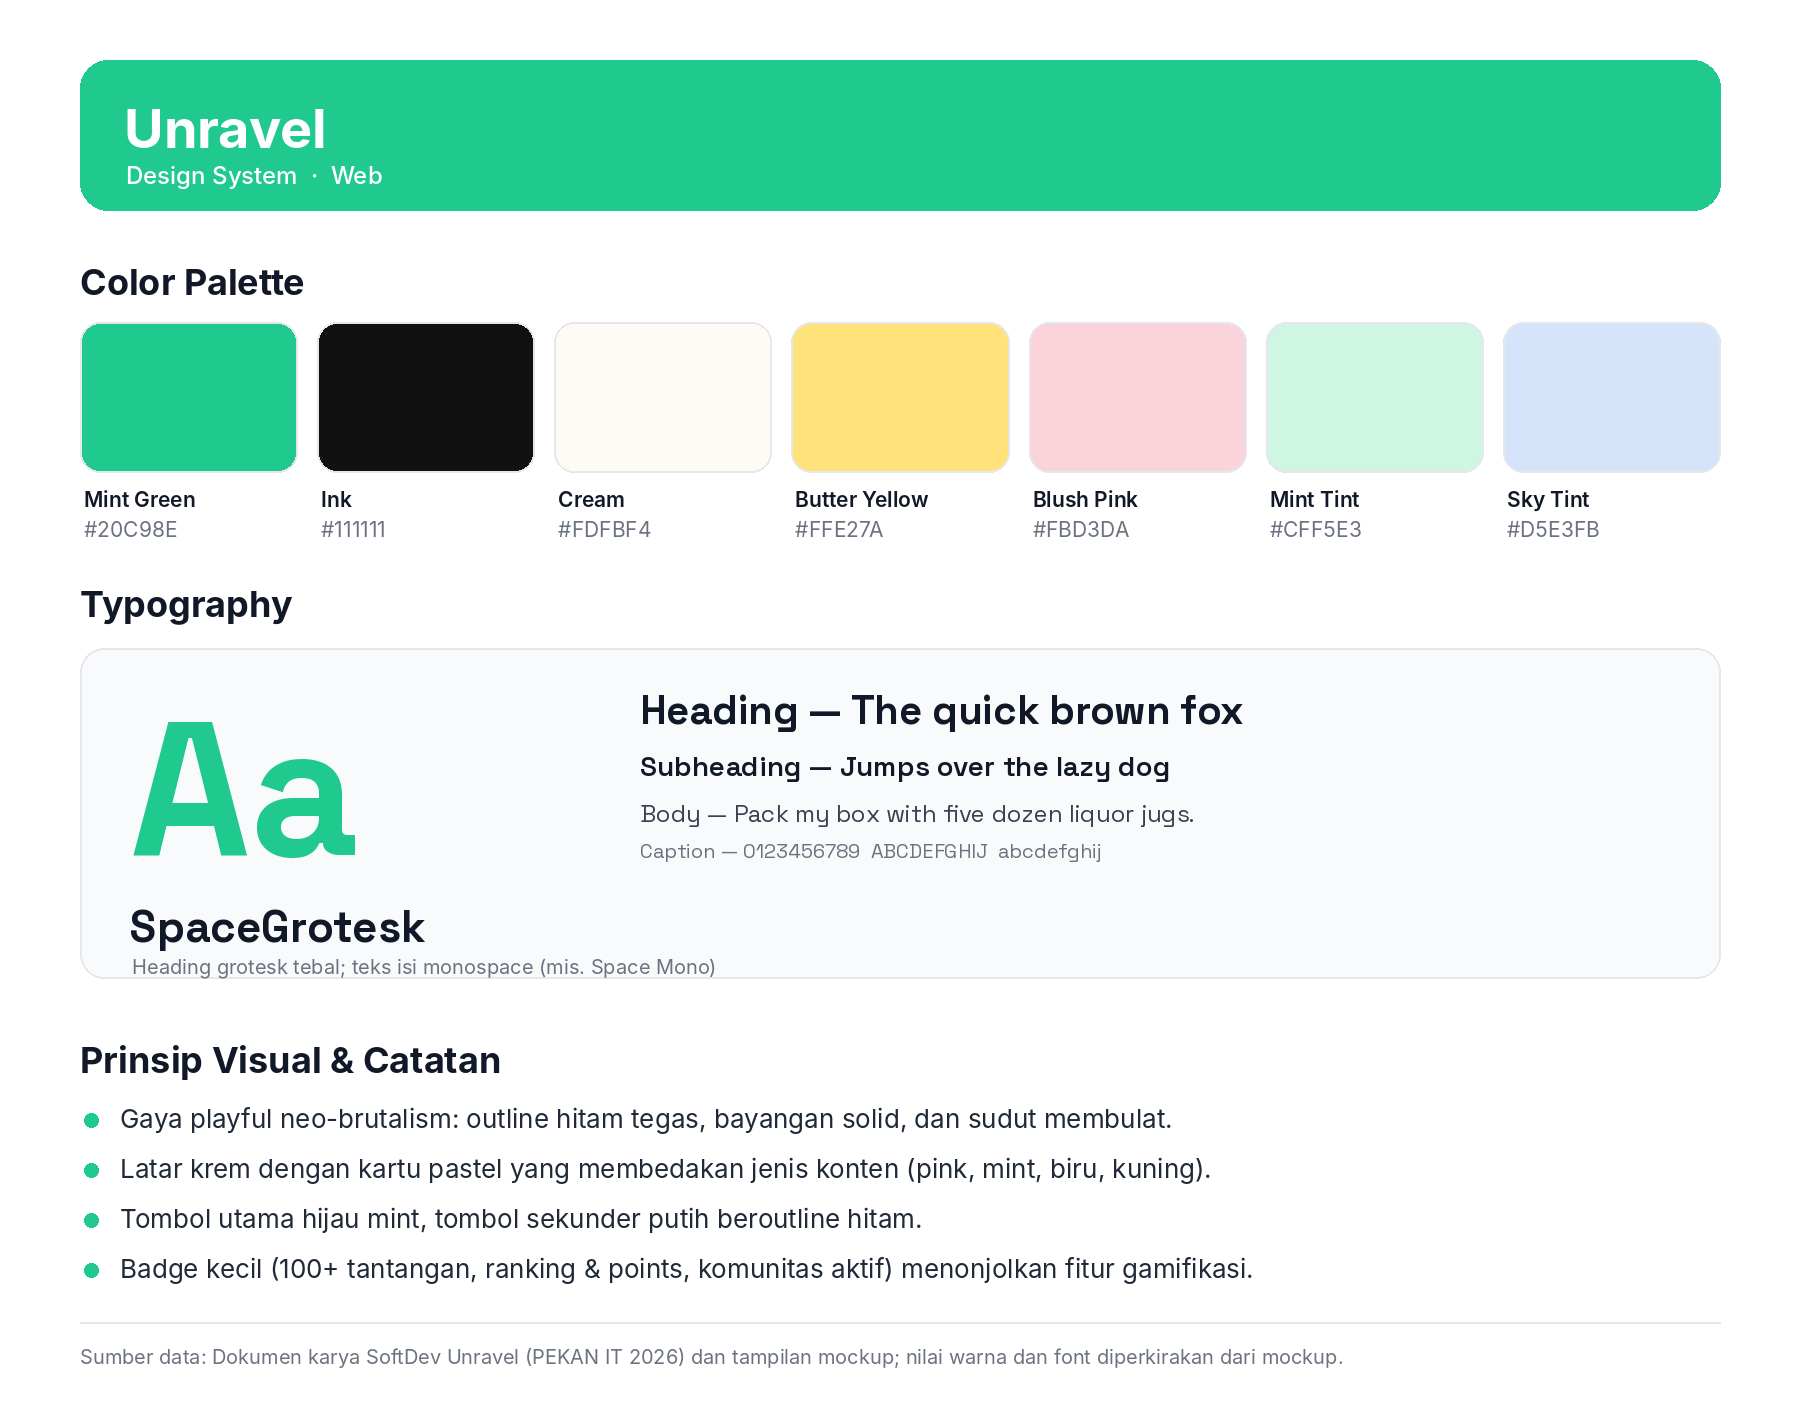 Unravel
Design System · Web
Color Palette
Mint Green
#20C98E
Ink
#111111
Cream
#FDFBF4
Butter Yellow
#FFE27A
Blush Pink
#FBD3DA
Mint Tint
#CFF5E3
Sky Tint
#D5E3FB
Typography
Aa
SpaceGrotesk
Heading grotesk tebal; teks isi monospace (mis. Space Mono)
Heading — The quick brown fox
Subheading — Jumps over the lazy dog
Body — Pack my box with five dozen liquor jugs.
Caption — 0123456789 ABCDEFGHIJ abcdefghij
Prinsip Visual & Catatan
Gaya playful neo-brutalism: outline hitam tegas, bayangan solid, dan sudut membulat.
Latar krem dengan kartu pastel yang membedakan jenis konten (pink, mint, biru, kuning).
Tombol utama hijau mint, tombol sekunder putih beroutline hitam.
Badge kecil (100+ tantangan, ranking & points, komunitas aktif) menonjolkan fitur gamifikasi.
Sumber data: Dokumen karya SoftDev Unravel (PEKAN IT 2026) dan tampilan mockup; nilai warna dan font diperkirakan dari mockup.